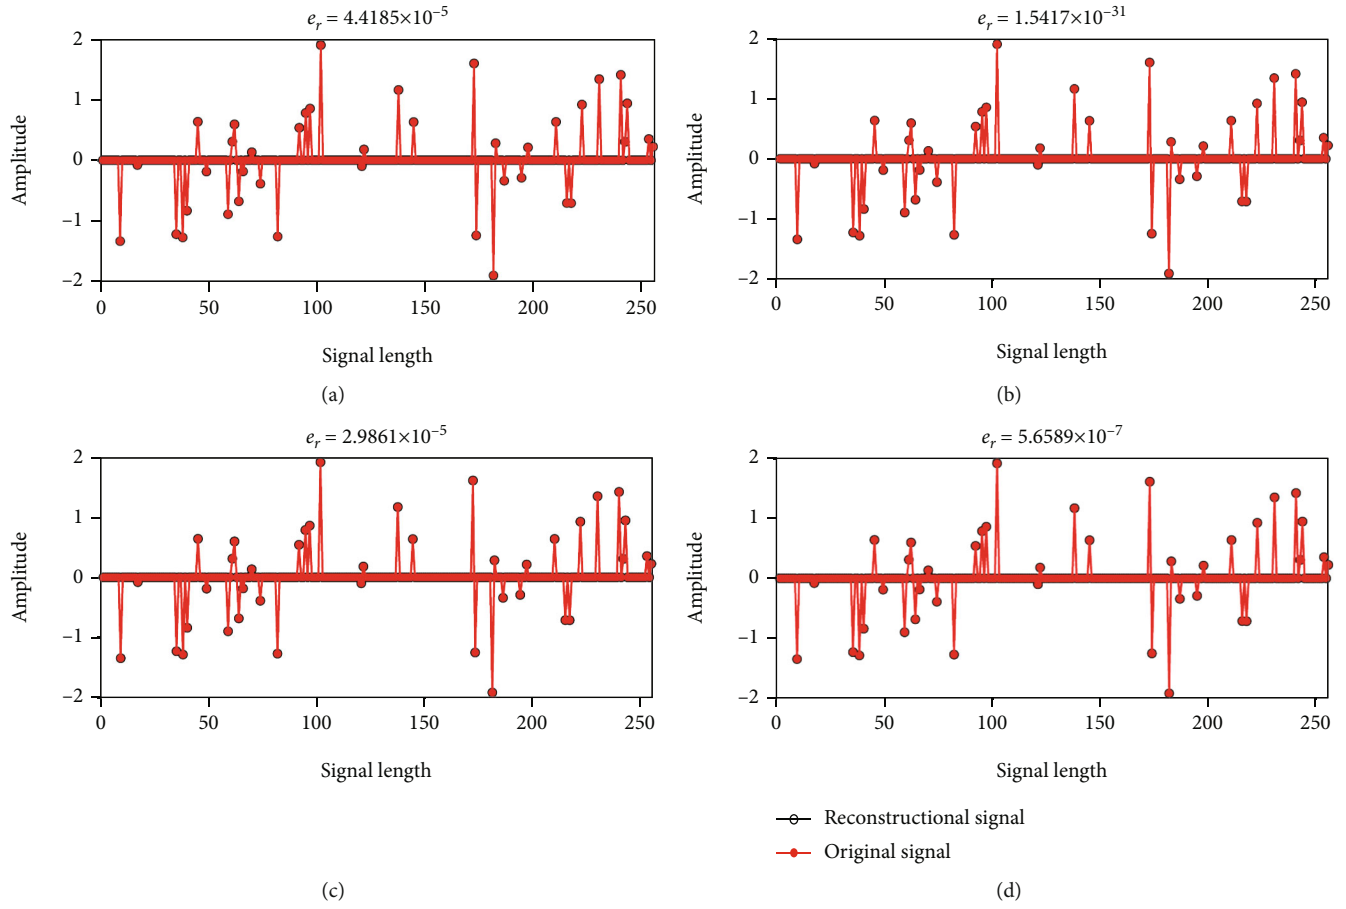 eᵣ = 4.4185×10⁻⁵
2
1
0
−1
−2
Amplitude
0 50 100 150 200 250
Signal length
(a)
eᵣ = 1.5417×10⁻³¹
2
1
0
−1
−2
Amplitude
0 50 100 150 200 250
Signal length
(b)
eᵣ = 2.9861×10⁻⁵
2
1
0
−1
−2
Amplitude
0 50 100 150 200 250
Signal length
(c)
eᵣ = 5.6589×10⁻⁷
2
1
0
−1
−2
Amplitude
0 50 100 150 200 250
Signal length
Reconstructional signal
Original signal
(d)